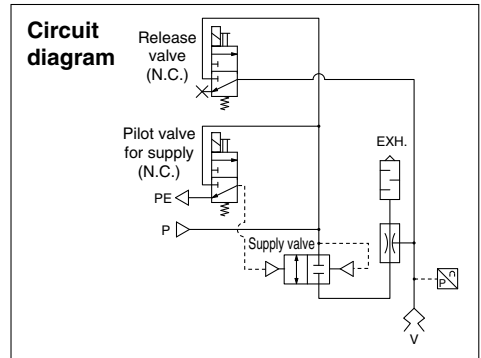 Circuit
diagram
Release
valve
(N.C.)
Pilot valve
for supply
(N.C.)
EXH.
PE
P
Supply valve
P
V